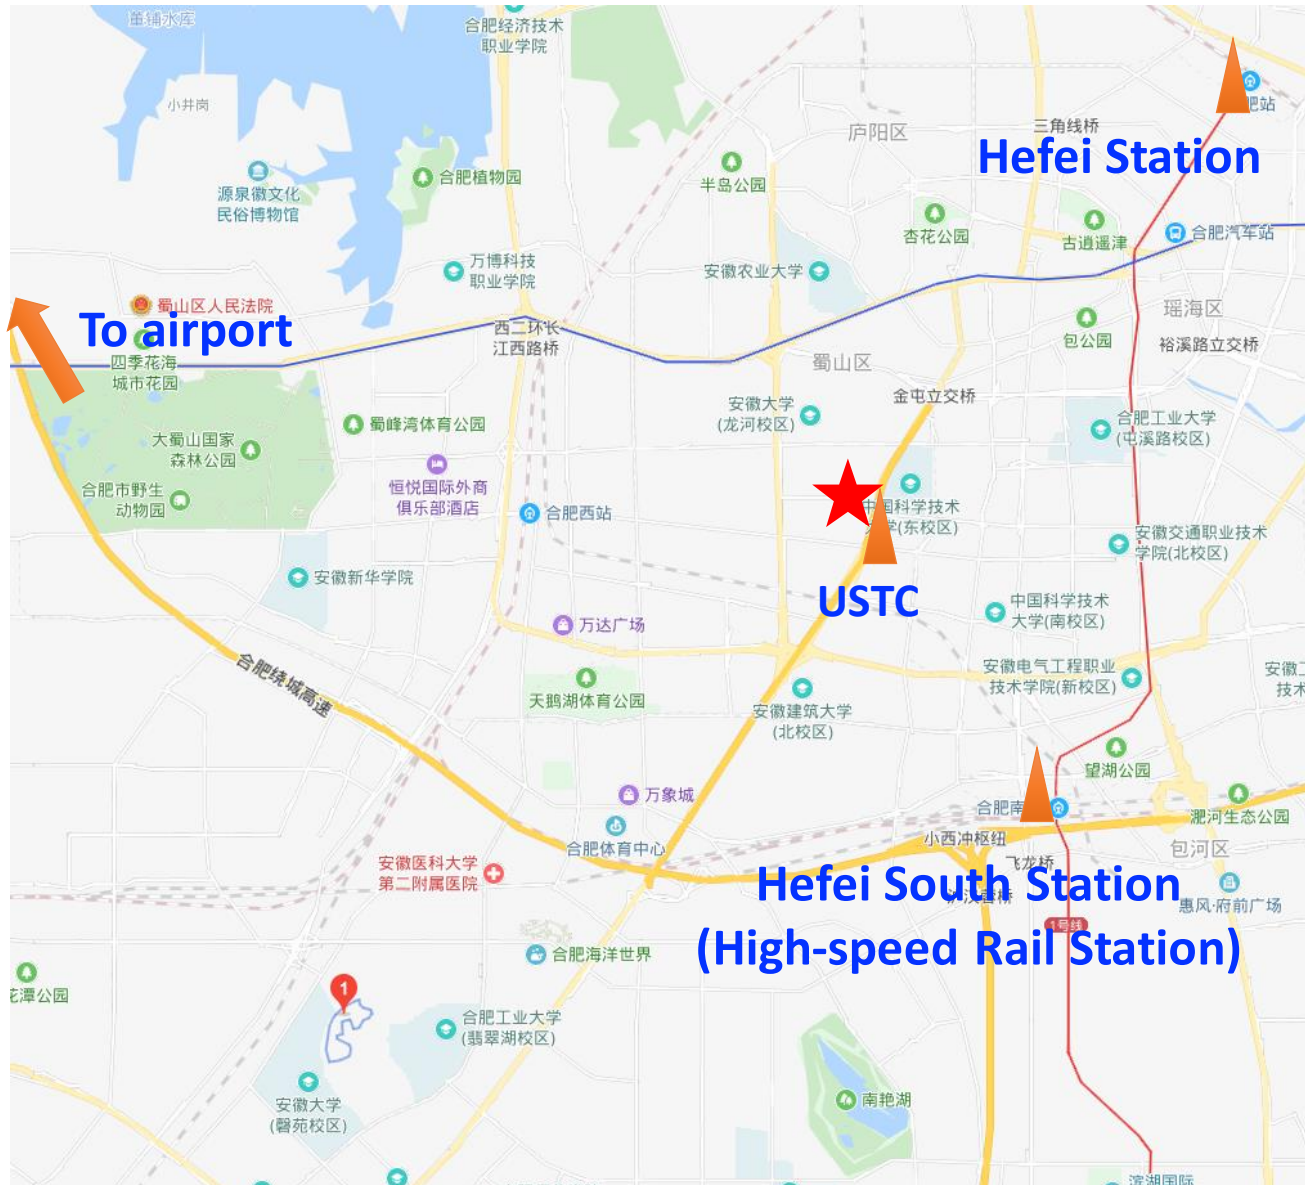 董铺水库
合肥经济技术
职业学院
小井岗
庐阳区
三角线桥
肥站
Hefei Station
源泉徽文化
民俗博物馆
合肥植物园
半岛公园
杏花公园
古逍遥津
合肥汽车站
万博科技
职业学院
安徽农业大学
蜀山区人民法院
To airport
四季花海
城市花园
西二环长
江西路桥
瑶海区
包公园
裕溪路立交桥
蜀山区
金屯立交桥
安徽大学
(龙河校区)
合肥工业大学
(屯溪路校区)
蜀峰湾体育公园
大蜀山国家
森林公园
恒悦国际外商
俱乐部酒店
合肥市野生
动物园
合肥西站
中国科学技术
学(东校区)
安徽交通职业技术
学院(北校区)
安徽新华学院
USTC
中国科学技术
大学(南校区)
万达广场
合肥绕城高速
天鹅湖体育公园
安徽电气工程职业
技术学院(新校区)
安徽工
技术
安徽建筑大学
(北校区)
望湖公园
万象城
合肥南
淝河生态公园
合肥体育中心
小西冲枢纽
包河区
飞龙桥
安徽医科大学
第二附属医院
Hefei South Station
(High-speed Rail Station)
惠风·府前广场
1号线
合肥海洋世界
花潭公园
1
合肥工业大学
(翡翠湖校区)
安徽大学
(磬苑校区)
南艳湖
滨湖国际